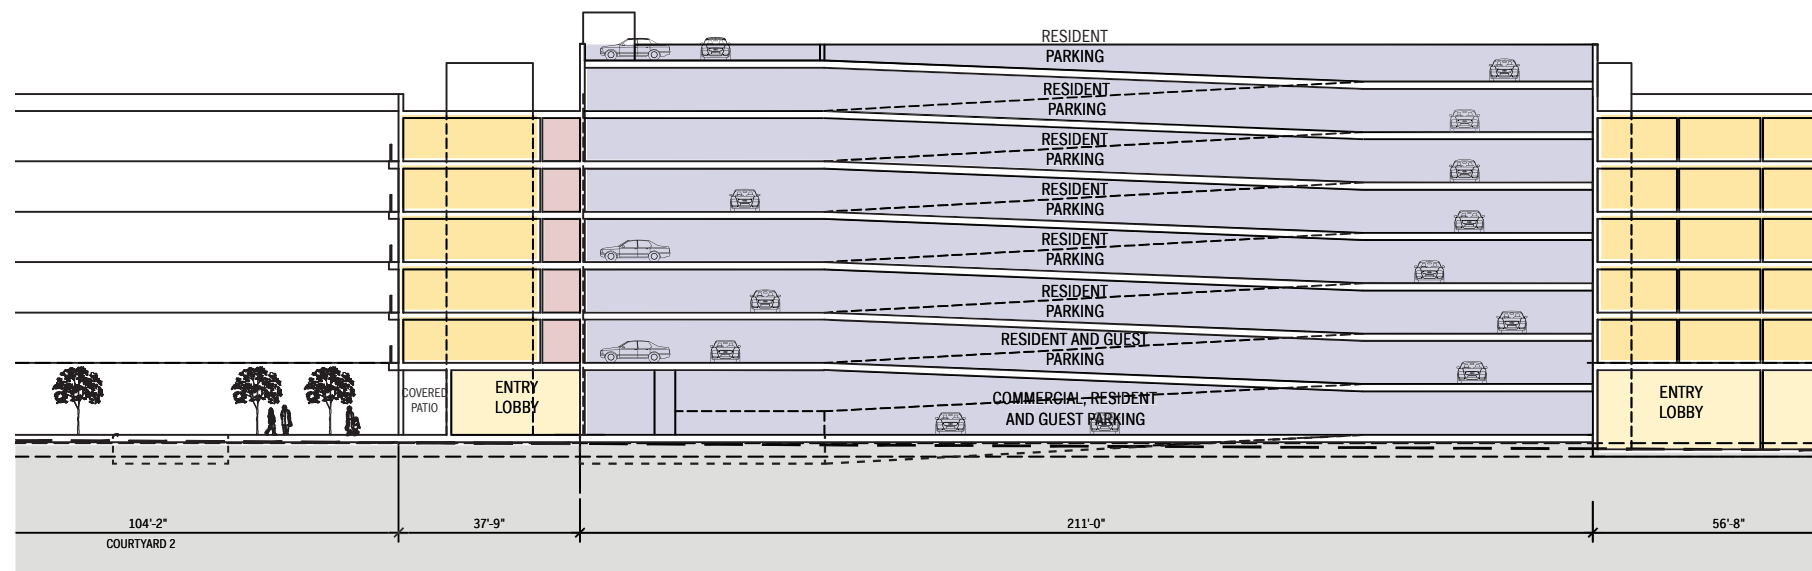 RESIDENT
PARKING
RESIDENT
PARKING
RESIDENT
PARKING
RESIDENT
PARKING
RESIDENT
PARKING
RESIDENT
PARKING
RESIDENT AND GUEST
PARKING
COVERED
PATIO
ENTRY
LOBBY
COMMERCIAL, RESIDENT
AND GUEST PARKING
ENTRY
LOBBY
104'-2"
37'-9"
211'-0"
56'-8"
COURTYARD 2